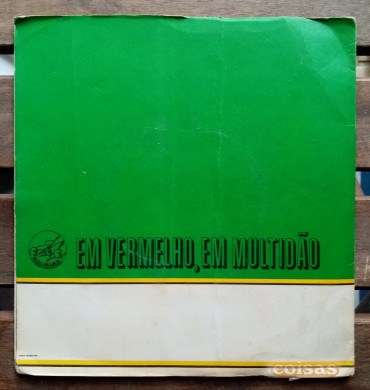 EM VERMELHO, EM MULTIDÃO
coisas